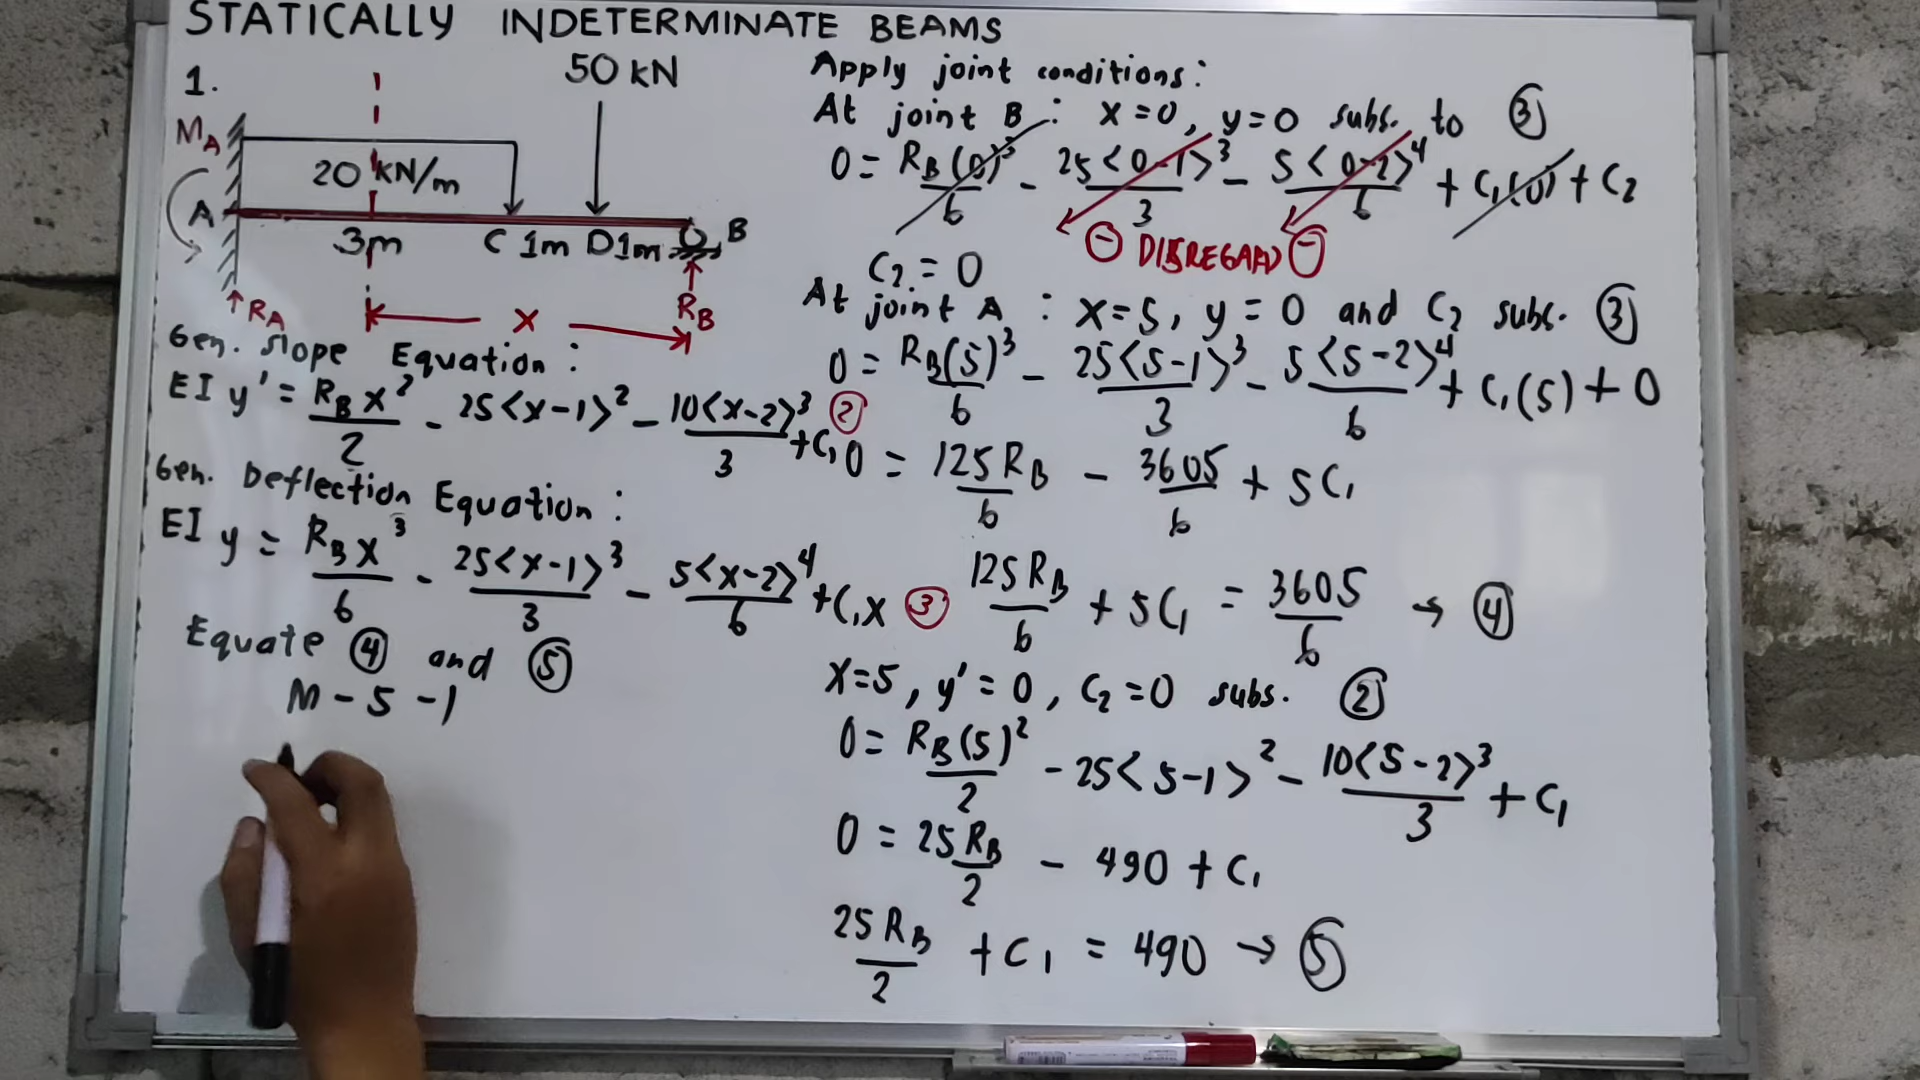 STATICALLY INDETERMINATE BEAMS
1.
50 kN
MA
20 kN/m
A
3m C 1m D 1m B
RA
x
RB
Gen. slope Equation :
EI y' = RB x²/2 - 25<x-1>² - 10<x-2>³/3 + C₁ ②
Gen. Deflection Equation :
EI y = RB x³/6 - 25<x-1>³/3 - 5<x-2>⁴/6 + C₁x ③
Equate ④ and ⑤
M - 5 - 1
Apply joint conditions :
At joint B : x = 0, y = 0 subs. to ③
0 = RB(0)³/6 - 25<0-1>³/3 - 5<0-2>⁴/6 + C₁(0) + C₂
⊖ DISREGARD ⊖
C₂ = 0
At joint A : x = 5, y = 0 and C₂ subs. ③
0 = RB(5)³/6 - 25<5-1>³/3 - 5<5-2>⁴/6 + C₁(5) + 0
0 = 125RB/6 - 3605/6 + 5C₁
125RB/6 + 5C₁ = 3605/6 → ④
x = 5, y' = 0, C₂ = 0 subs. ②
0 = RB(5)²/2 - 25<5-1>² - 10<5-2>³/3 + C₁
0 = 25RB/2 - 490 + C₁
25RB/2 + C₁ = 490 → ⑤